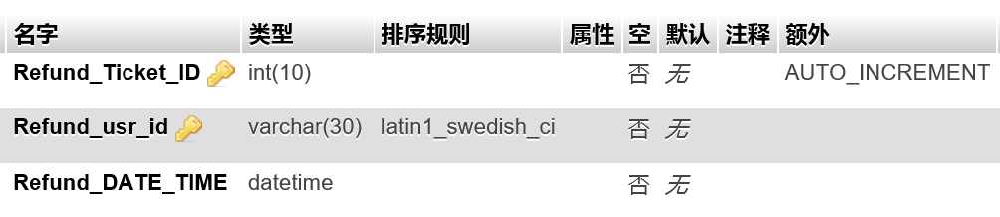 名字 类型 排序规则 属性 空 默认 注释 额外
Refund_Ticket_ID int(10) 否 无 AUTO_INCREMENT
Refund_usr_id varchar(30) latin1_swedish_ci 否 无
Refund_DATE_TIME datetime 否 无